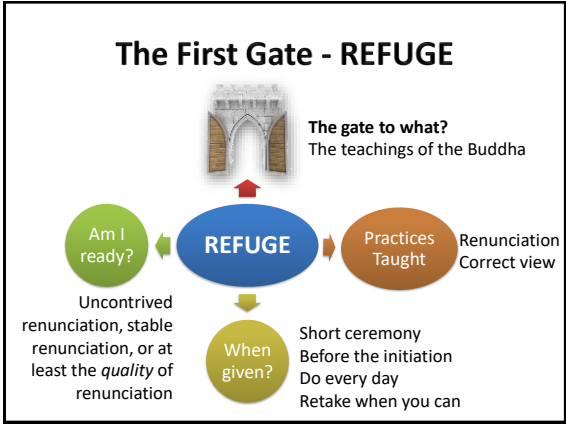 The First Gate - REFUGE
The gate to what?
The teachings of the Buddha
Am I
ready?
REFUGE
Practices
Taught
Renunciation
Correct view
Uncontrived
renunciation, stable
renunciation, or at
least the quality of
renunciation
When
given?
Short ceremony
Before the initiation
Do every day
Retake when you can